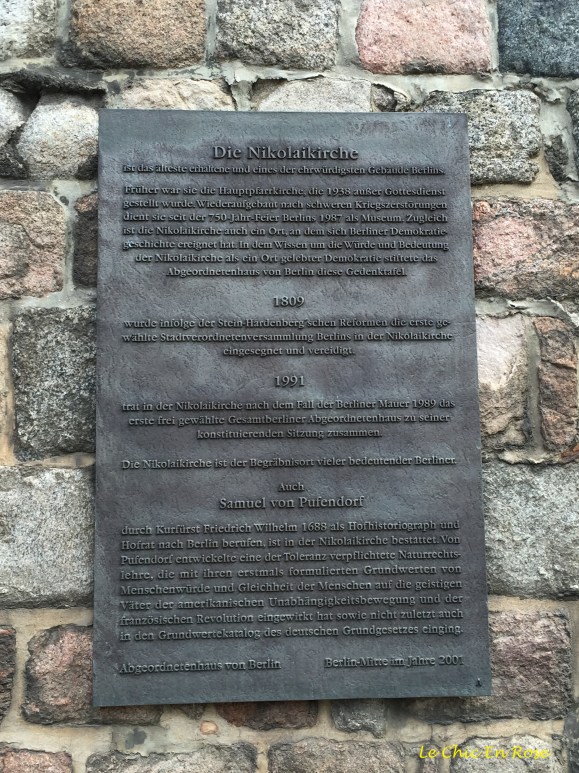 Die Nikolaikirche
ist das älteste erhaltene und eines der ehrwürdigsten Gebäude Berlins.
Früher war sie die Hauptpfarrkirche, die 1938 außer Gottesdienst
gestellt wurde. Wiederaufgebaut nach schweren Kriegszerstörungen
dient sie seit der 750-Jahr-Feier Berlins 1987 als Museum. Zugleich
ist die Nikolaikirche auch ein Ort, an dem sich Berliner Demokratie-
geschichte ereignet hat. In dem Wissen um die Würde und Bedeutung
der Nikolaikirche als ein Ort gelebter Demokratie stiftete das
Abgeordnetenhaus von Berlin diese Gedenktafel.
1809
wurde infolge der Stein-Hardenberg'schen Reformen die erste ge-
wählte Stadtverordnetenversammlung Berlins in der Nikolaikirche
eingesegnet und vereidigt.
1991
trat in der Nikolaikirche nach dem Fall der Berliner Mauer 1989 das
erste frei gewählte Gesamtberliner Abgeordnetenhaus zu seiner
konstituierenden Sitzung zusammen.
Die Nikolaikirche ist der Begräbnisort vieler bedeutender Berliner.
Auch
Samuel von Pufendorf
durch Kurfürst Friedrich Wilhelm 1688 als Hofhistoriograph und
Hofrat nach Berlin berufen, ist in der Nikolaikirche bestattet. Von
Pufendorf entwickelte eine der Toleranz verpflichtete Naturrechts-
lehre, die mit ihren erstmals formulierten Grundwerten von
Menschenwürde und Gleichheit der Menschen auf die geistigen
Väter der amerikanischen Unabhängigkeitsbewegung und der
französischen Revolution eingewirkt hat sowie nicht zuletzt auch
in den Grundwertekatalog des deutschen Grundgesetzes einging.
Abgeordnetenhaus von Berlin Berlin-Mitte im Jahre 2001
Le Chic En Rose